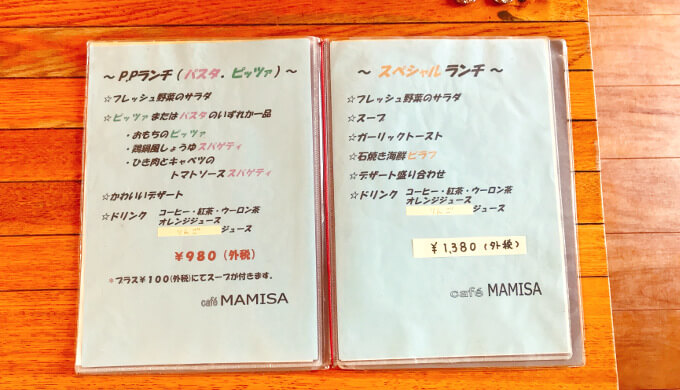 ～ P.Pランチ ( パスタ . ピッツァ ) ～
☆フレッシュ野菜のサラダ
☆ピッツァ または パスタ のいずれか一品
・おもちのピッツァ
・鶏鍋風しょうゆ スパゲティ
・ひき肉とキャベツの
トマトソース スパゲティ
☆かわいいデザート
☆ドリンク コーヒー・紅茶・ウーロン茶
オレンジジュース
りんご ジュース
¥980 (外税)
＊プラス¥100(外税)にてスープが付きます。
café MAMISA
～ スペシャル ランチ ～
☆フレッシュ野菜のサラダ
☆スープ
☆ガーリックトースト
☆石焼き海鮮ピラフ
☆デザート盛り合わせ
☆ドリンク コーヒー・紅茶・ウーロン茶
オレンジジュース
りんご ジュース
¥1,380 (外税)
café MAMISA